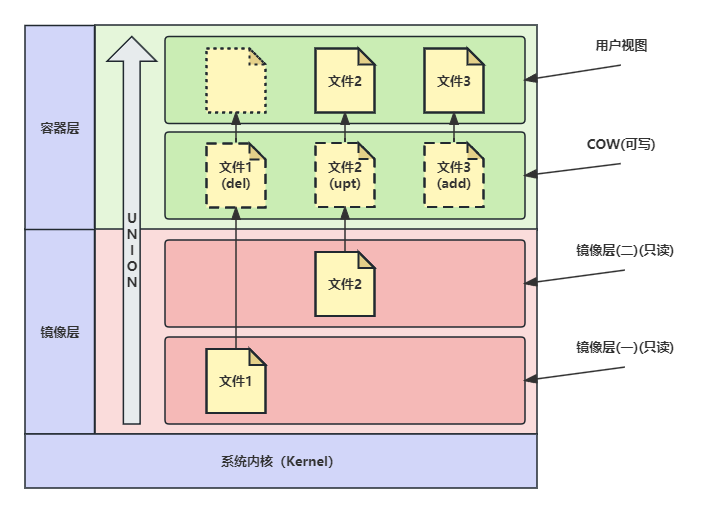 用户视图
文件2
文件3
容器层
COW(可写)
文件1
(del)
文件2
(upt)
文件3
(add)
UNION
镜像层(二)(只读)
文件2
镜像层
镜像层(一)(只读)
文件1
系统内核（Kernel）